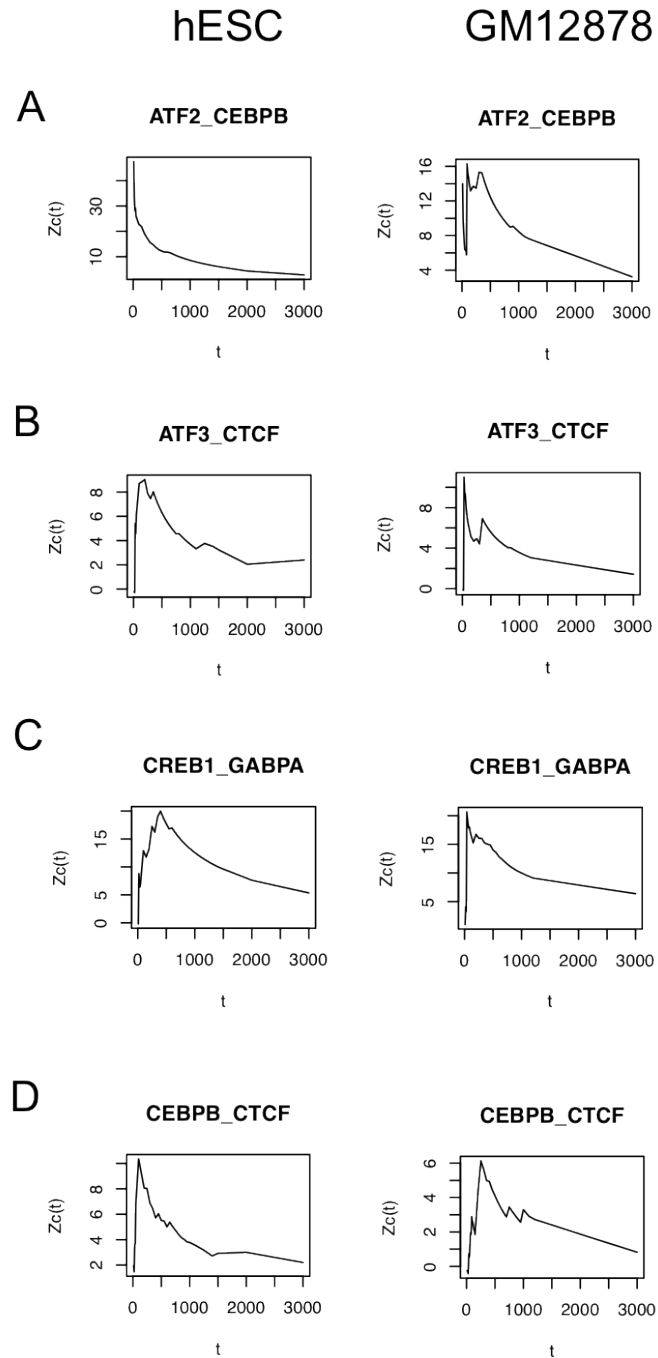 hESC GM12878
A
ATF2_CEBPB ATF2_CEBPB
Zc(t) 10 30 Zc(t) 4 8 12 16
0 1000 2000 3000 0 1000 2000 3000
t t
B
ATF3_CTCF ATF3_CTCF
Zc(t) 0 2 4 6 8 Zc(t) 0 4 8
0 1000 2000 3000 0 1000 2000 3000
t t
C
CREB1_GABPA CREB1_GABPA
Zc(t) 0 5 15 Zc(t) 5 15
0 1000 2000 3000 0 1000 2000 3000
t t
D
CEBPB_CTCF CEBPB_CTCF
Zc(t) 2 4 6 8 Zc(t) 0 2 4 6
0 1000 2000 3000 0 1000 2000 3000
t t